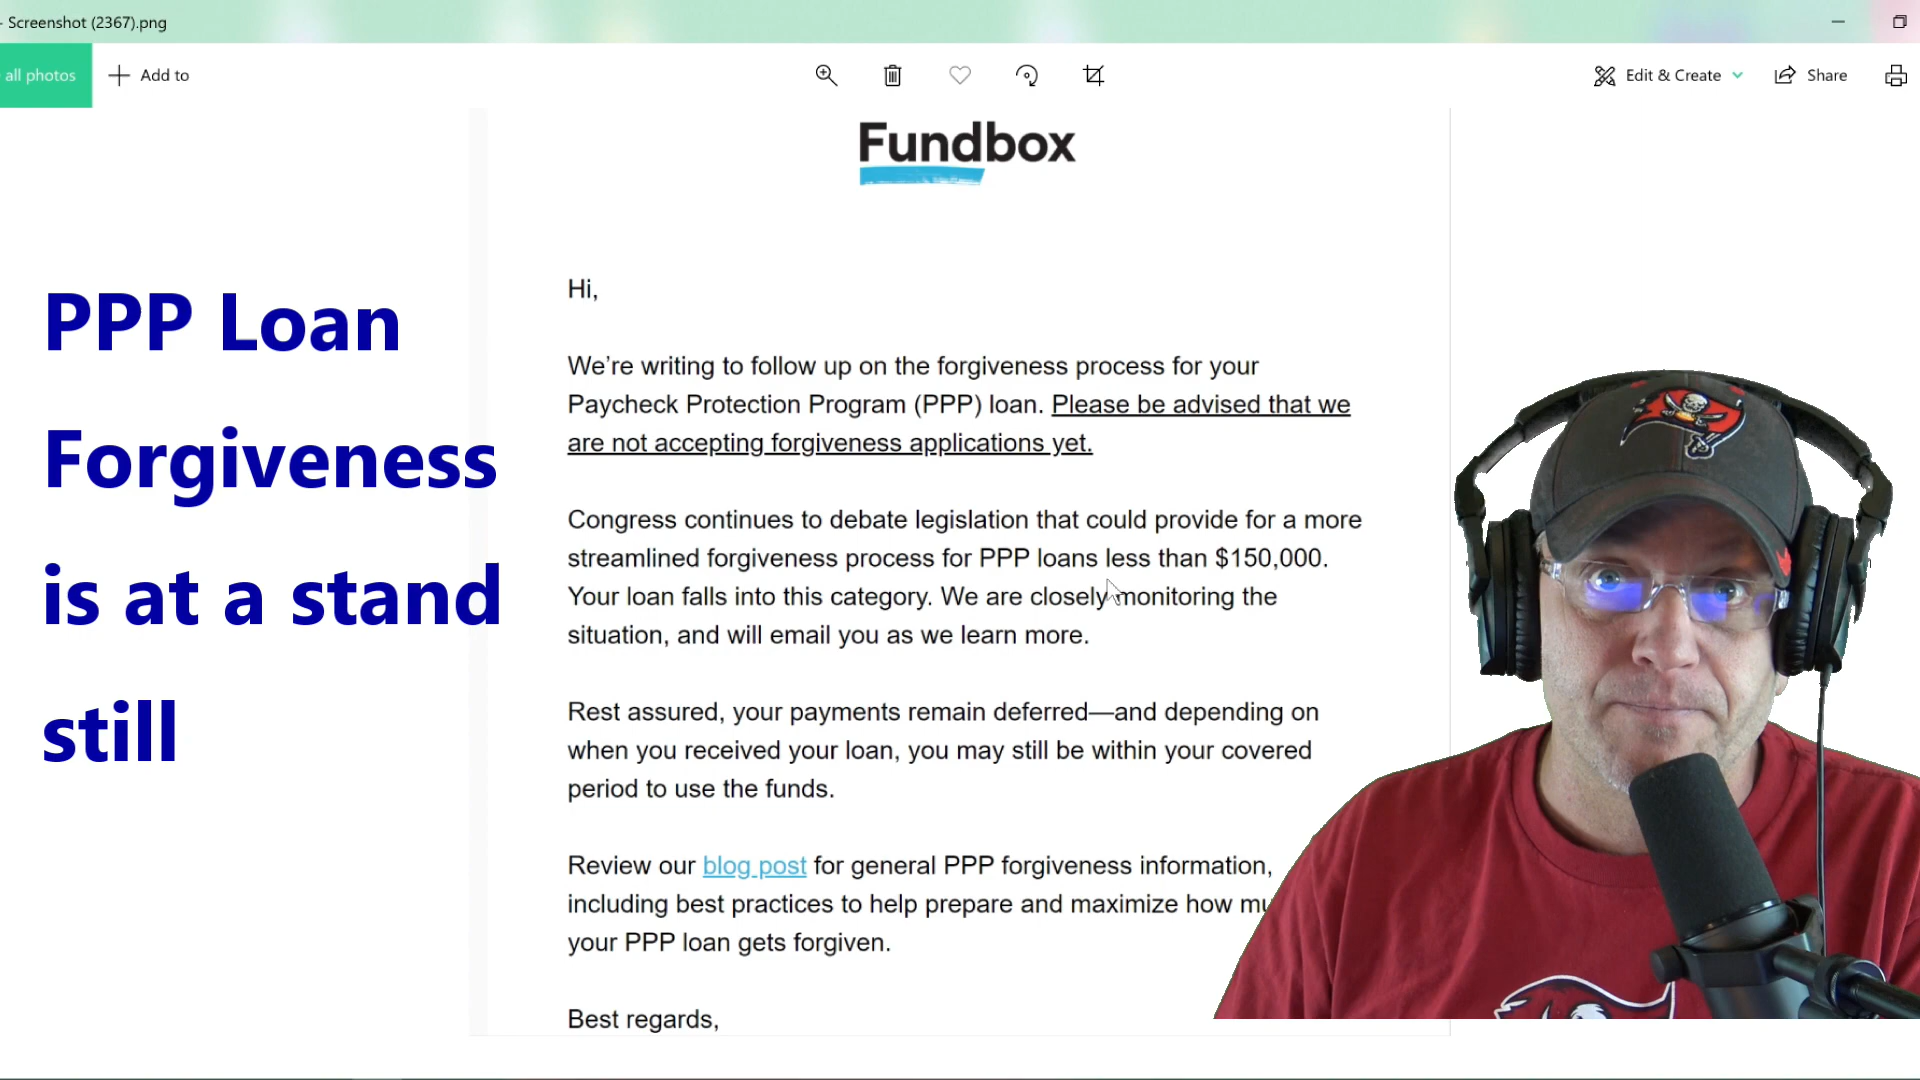 - Screenshot (2367).png
all photos
Add to
Edit & Create
Share
Fundbox
PPP Loan
Forgiveness
is at a stand
still
Hi,
We’re writing to follow up on the forgiveness process for your
Paycheck Protection Program (PPP) loan. Please be advised that we
are not accepting forgiveness applications yet.
Congress continues to debate legislation that could provide for a more
streamlined forgiveness process for PPP loans less than $150,000.
Your loan falls into this category. We are closely monitoring the
situation, and will email you as we learn more.
Rest assured, your payments remain deferred—and depending on
when you received your loan, you may still be within your covered
period to use the funds.
Review our blog post for general PPP forgiveness information,
including best practices to help prepare and maximize how
your PPP loan gets forgiven.
Best regards,